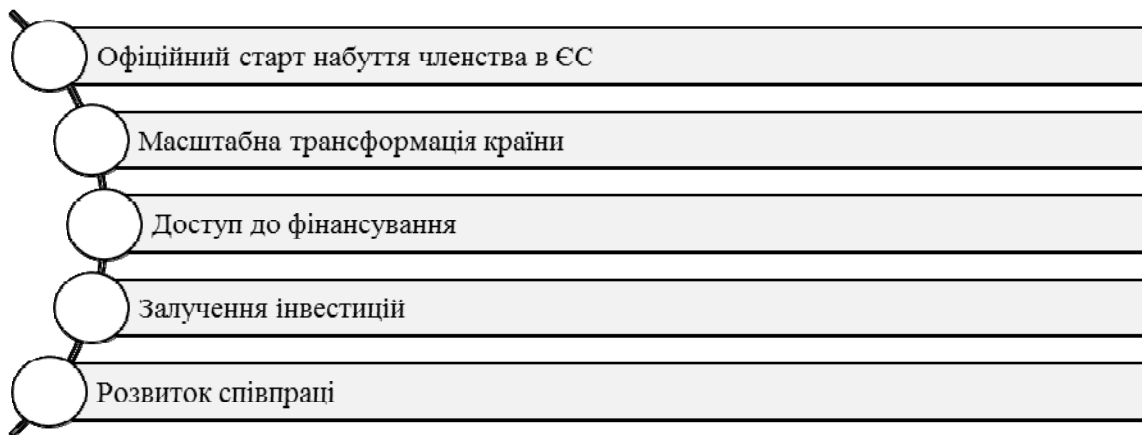 Офіційний старт набуття членства в ЄС
Масштабна трансформація країни
Доступ до фінансування
Залучення інвестицій
Розвиток співпраці